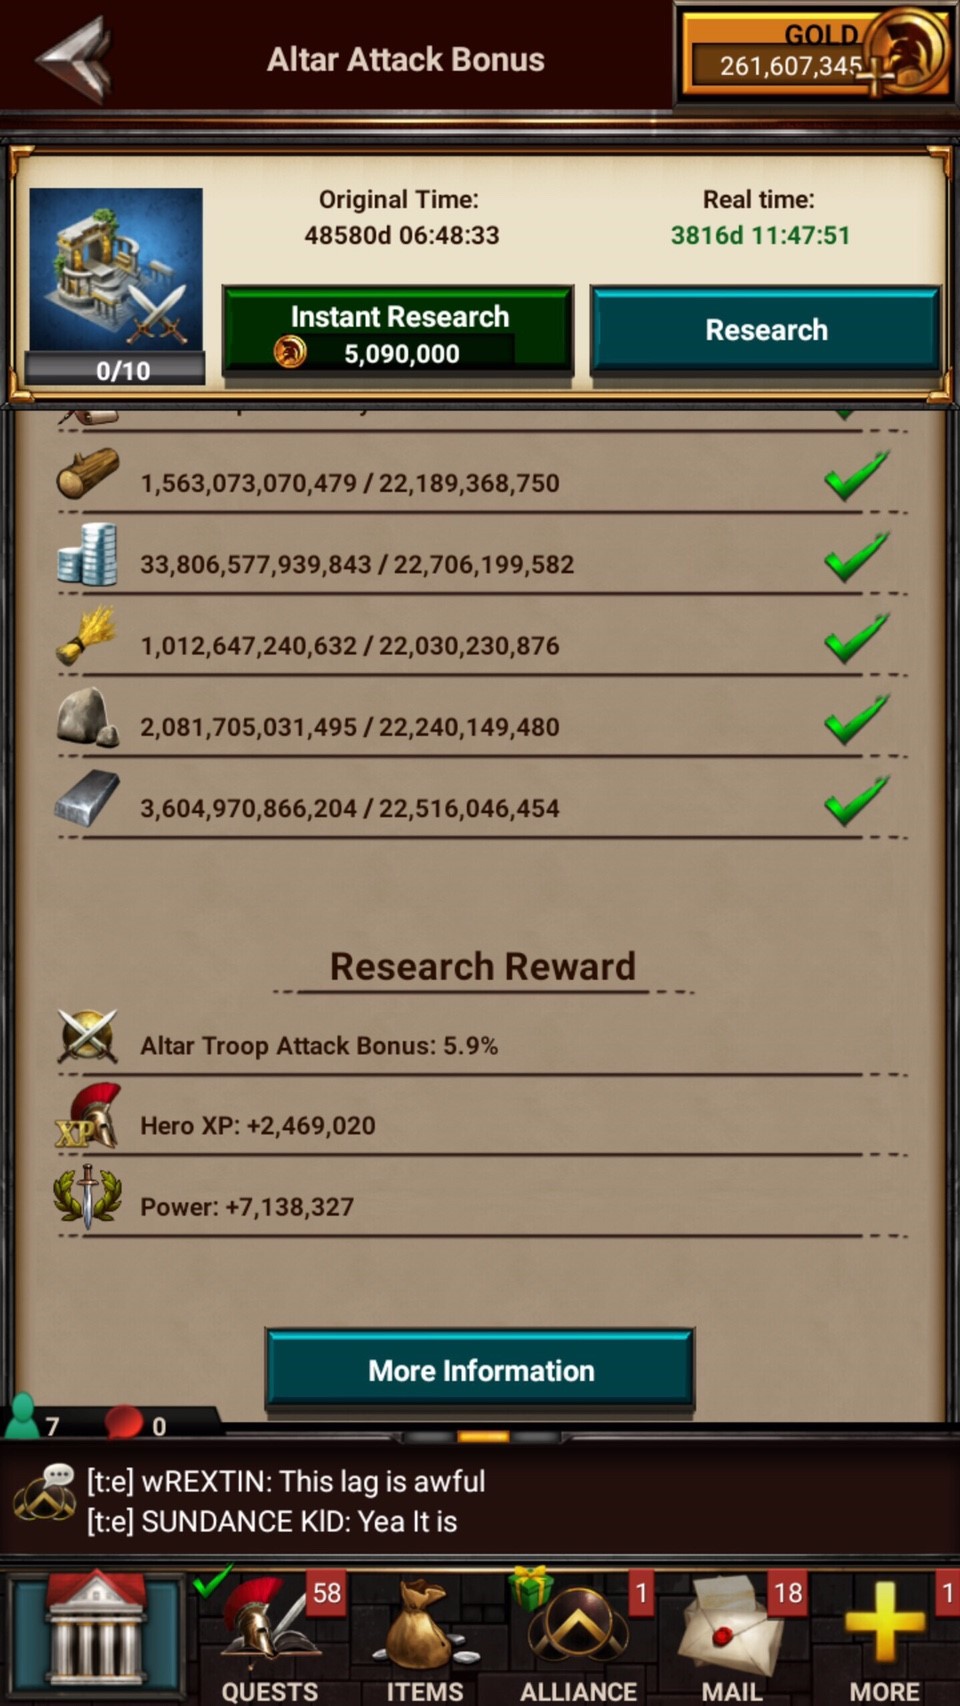 Altar Attack Bonus
GOLD
261,607,345
Original Time:
48580d 06:48:33
Real time:
3816d 11:47:51
Instant Research
5,090,000
Research
0/10
1,563,073,070,479 / 22,189,368,750
33,806,577,939,843 / 22,706,199,582
1,012,647,240,632 / 22,030,230,876
2,081,705,031,495 / 22,240,149,480
3,604,970,866,204 / 22,516,046,454
Research Reward
Altar Troop Attack Bonus: 5.9%
XP
Hero XP: +2,469,020
Power: +7,138,327
More Information
7
0
[t:e] wREXTIN: This lag is awful
[t:e] SUNDANCE KlD: Yea It is
58
1
18
1
QUESTS
ITEMS
ALLIANCE
MAIL
MORE